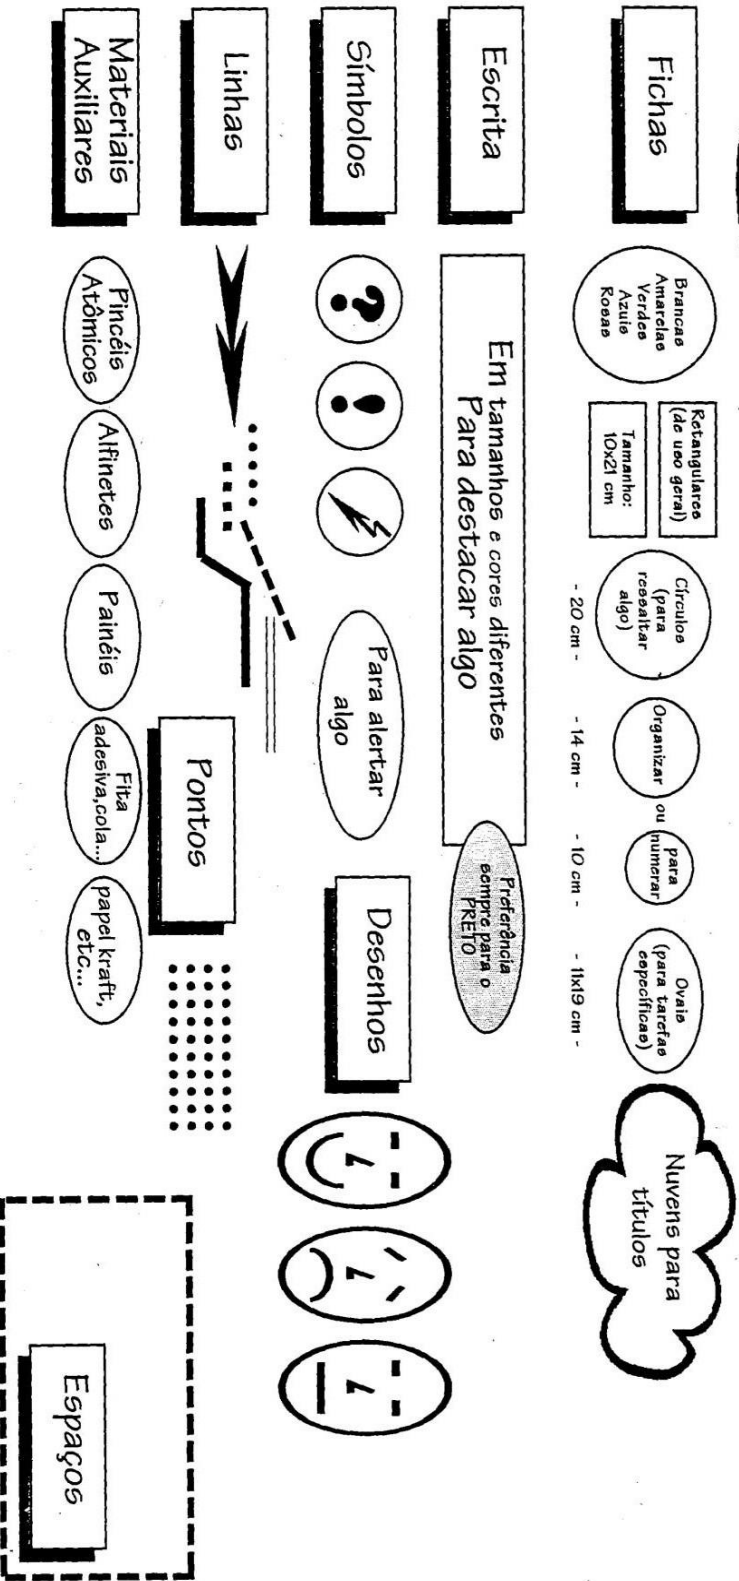 Fichas
Brancas
Amarelas
Verdes
Azuis
Rosas
Retangulares
(de uso geral)
Tamanho:
10x21 cm
Círculos
(para
ressaltar
algo)
- 20 cm -
Organizar
- 14 cm -
ou
para
numerar
- 10 cm -
Ovais
(para tarefas
específicas)
- 11x19 cm -
Nuvens para
títulos
Escrita
Em tamanhos e cores diferentes
Para destacar algo
Preferência
sempre para o
PRETO
Símbolos
?
!
Para alertar
algo
Desenhos
Linhas
Pontos
Materiais
Auxiliares
Pincéis
Atômicos
Alfinetes
Painéis
Fita
adesiva,cola...
papel kraft,
etc...
Espaços